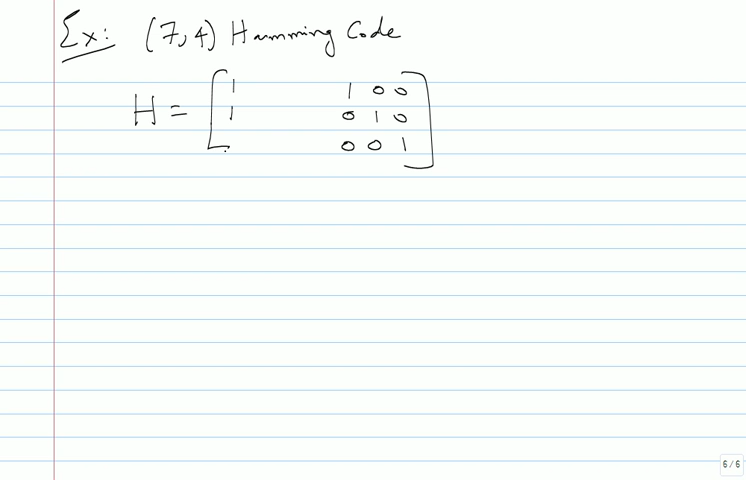 Ex: (7,4) Hamming Code
1 1 0 0
H = [ 1 0 1 0 ]
0 0 1
6/6